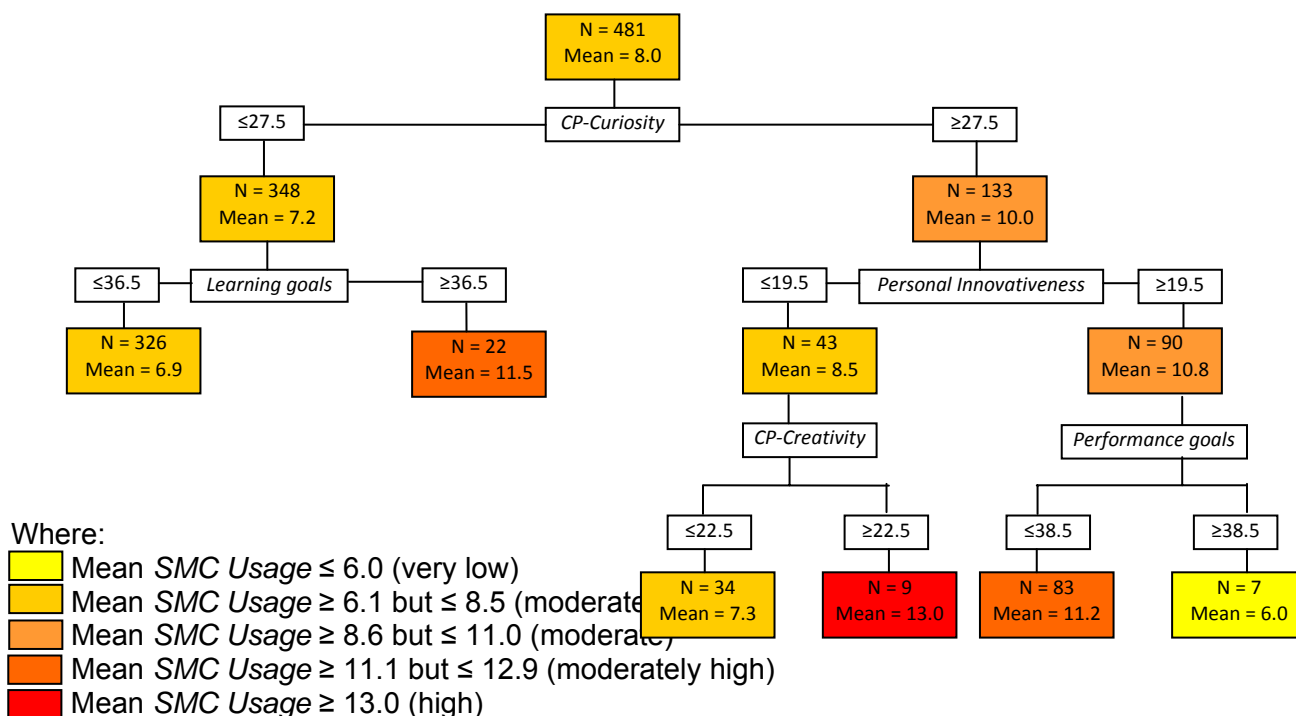 N = 481
Mean = 8.0
≤27.5
CP-Curiosity
≥27.5
N = 348
Mean = 7.2
N = 133
Mean = 10.0
≤36.5
Learning goals
≥36.5
≤19.5
Personal Innovativeness
≥19.5
N = 326
Mean = 6.9
N = 22
Mean = 11.5
N = 43
Mean = 8.5
N = 90
Mean = 10.8
CP-Creativity
Performance goals
≤22.5
≥22.5
≤38.5
≥38.5
N = 34
Mean = 7.3
N = 9
Mean = 13.0
N = 83
Mean = 11.2
N = 7
Mean = 6.0
Where:
Mean SMC Usage ≤ 6.0 (very low)
Mean SMC Usage ≥ 6.1 but ≤ 8.5 (moderate
Mean SMC Usage ≥ 8.6 but ≤ 11.0 (moderate)
Mean SMC Usage ≥ 11.1 but ≤ 12.9 (moderately high)
Mean SMC Usage ≥ 13.0 (high)